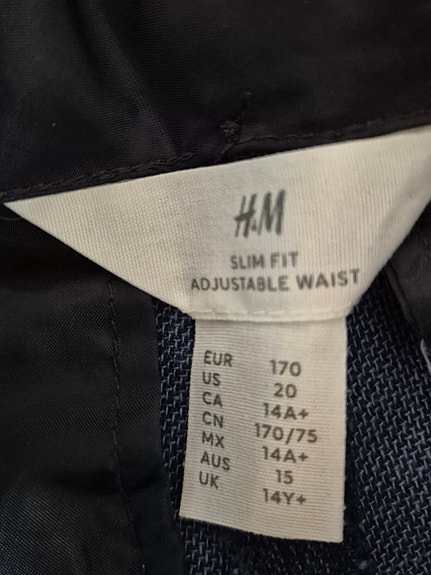 H&M
SLIM FIT
ADJUSTABLE WAIST
EUR 170
US 20
CA 14A+
CN 170/75
MX 14A+
AUS 15
UK 14Y+